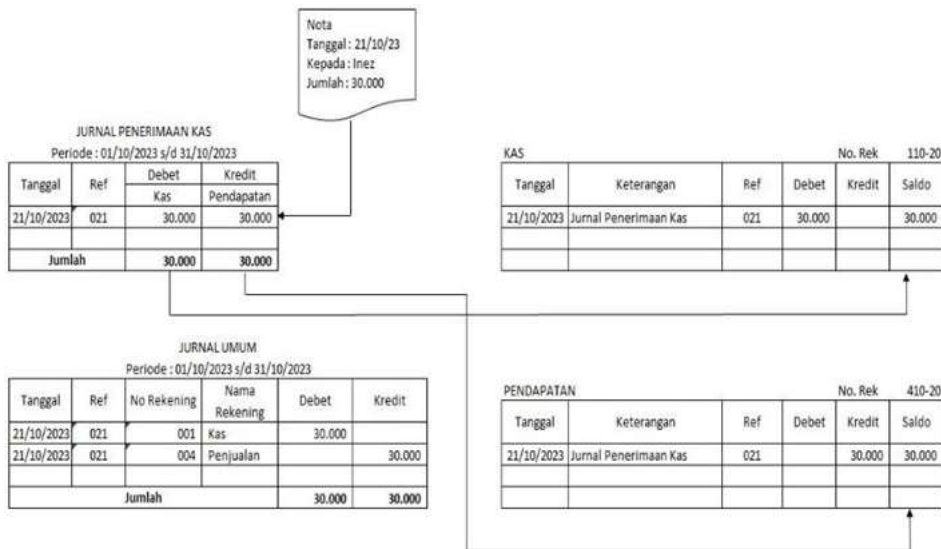 Nota
Tanggal : 21/10/23
Kepada : Inez
Jumlah : 30.000
JURNAL PENERIMAAN KAS
Periode : 01/10/2023 s/d 31/10/2023
Tanggal Ref Debet Kredit
Kas Pendapatan
21/10/2023 021 30.000 30.000
Jumlah 30.000 30.000
KAS No. Rek 110-20
Tanggal Keterangan Ref Debet Kredit Saldo
21/10/2023 Jurnal Penerimaan Kas 021 30.000 30.000
JURNAL UMUM
Periode : 01/10/2023 s/d 31/10/2023
Tanggal Ref No Rekening Nama Rekening Debet Kredit
21/10/2023 021 001 Kas 30.000
21/10/2023 021 004 Penjualan 30.000
Jumlah 30.000 30.000
PENDAPATAN No. Rek 410-20
Tanggal Keterangan Ref Debet Kredit Saldo
21/10/2023 Jurnal Penerimaan Kas 021 30.000 30.000